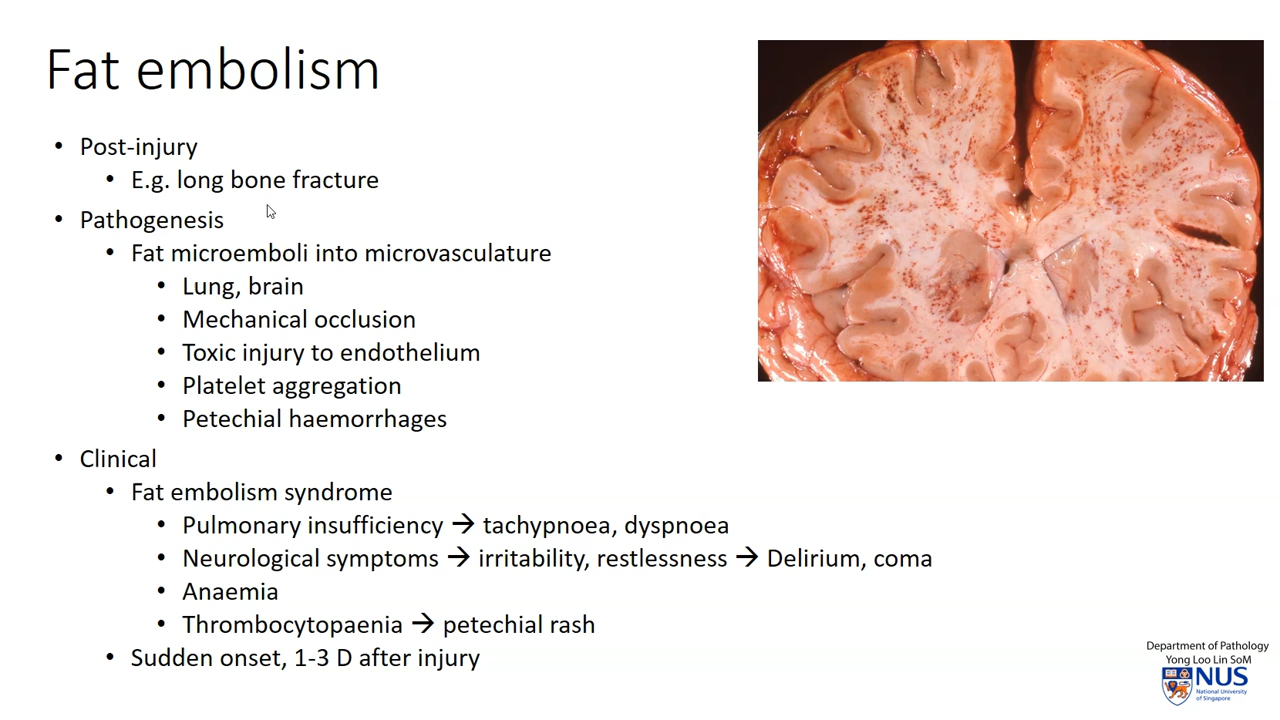 Fat embolism
• Post-injury
• E.g. long bone fracture
• Pathogenesis
• Fat microemboli into microvasculature
• Lung, brain
• Mechanical occlusion
• Toxic injury to endothelium
• Platelet aggregation
• Petechial haemorrhages
• Clinical
• Fat embolism syndrome
• Pulmonary insufficiency → tachypnoea, dyspnoea
• Neurological symptoms → irritability, restlessness → Delirium, coma
• Anaemia
• Thrombocytopaenia → petechial rash
• Sudden onset, 1-3 D after injury
Department of Pathology
Yong Loo Lin SoM
NUS
National University
of Singapore